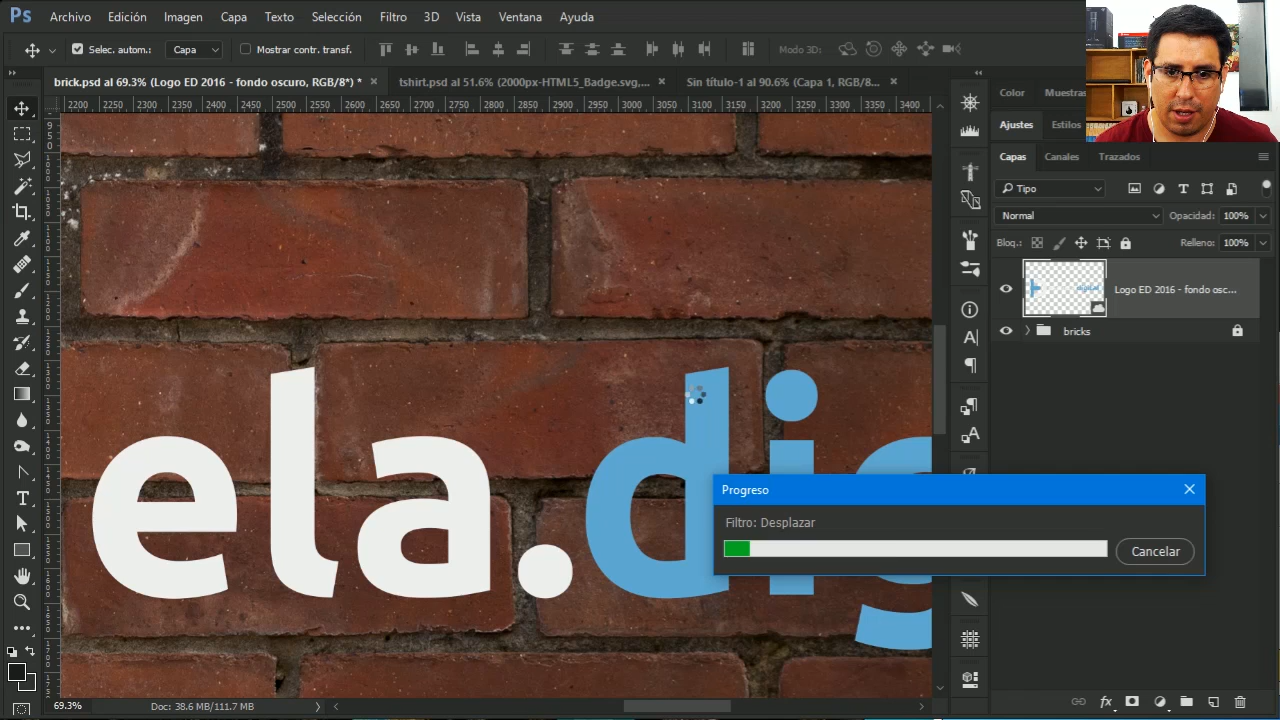 Ps Archivo Edición Imagen Capa Texto Selección Filtro 3D Vista Ventana Ayuda
Selec. autom.: Capa Mostrar contr. transf. Modo 3D:
brick.psd al 69.3% (Logo ED 2016 - fondo oscuro, RGB/8*) * × tshirt.psd al 51.6% (2000px-HTML5_Badge.svg,... × Sin título-1 al 90.6% (Capa 1, RGB/8... ×
2200 2250 2300 2350 2400 2450 2500 2550 2600 2650 2700 2750 2800 2850 2900 2950 3000 3050 3100 3150 3200 3250 3300 3350 3400
Color Muestras
Ajustes Estilos
Capas Canales Trazados
Tipo
Normal Opacidad: 100%
Bloq.: Relleno: 100%
Logo ED 2016 - fondo osc...
bricks
ela.dig
Progreso
Filtro: Desplazar
Cancelar
69.3% Doc: 38.6 MB/111.7 MB